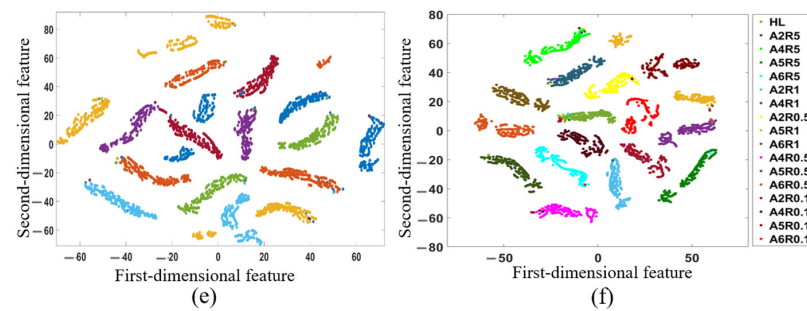 80
60
40
20
0
−20
−40
−60
−60 −40 −20 0 20 40 60
Second-dimensional feature
First-dimensional feature
(e)
80
60
40
20
0
−20
−40
−60
−80
−50 0 50
Second-dimensional feature
First-dimensional feature
(f)
HL
A2R5
A4R5
A5R5
A6R5
A2R1
A4R1
A2R0.5
A5R1
A6R1
A4R0.5
A5R0.5
A6R0.5
A2R0.1
A4R0.1
A5R0.1
A6R0.1